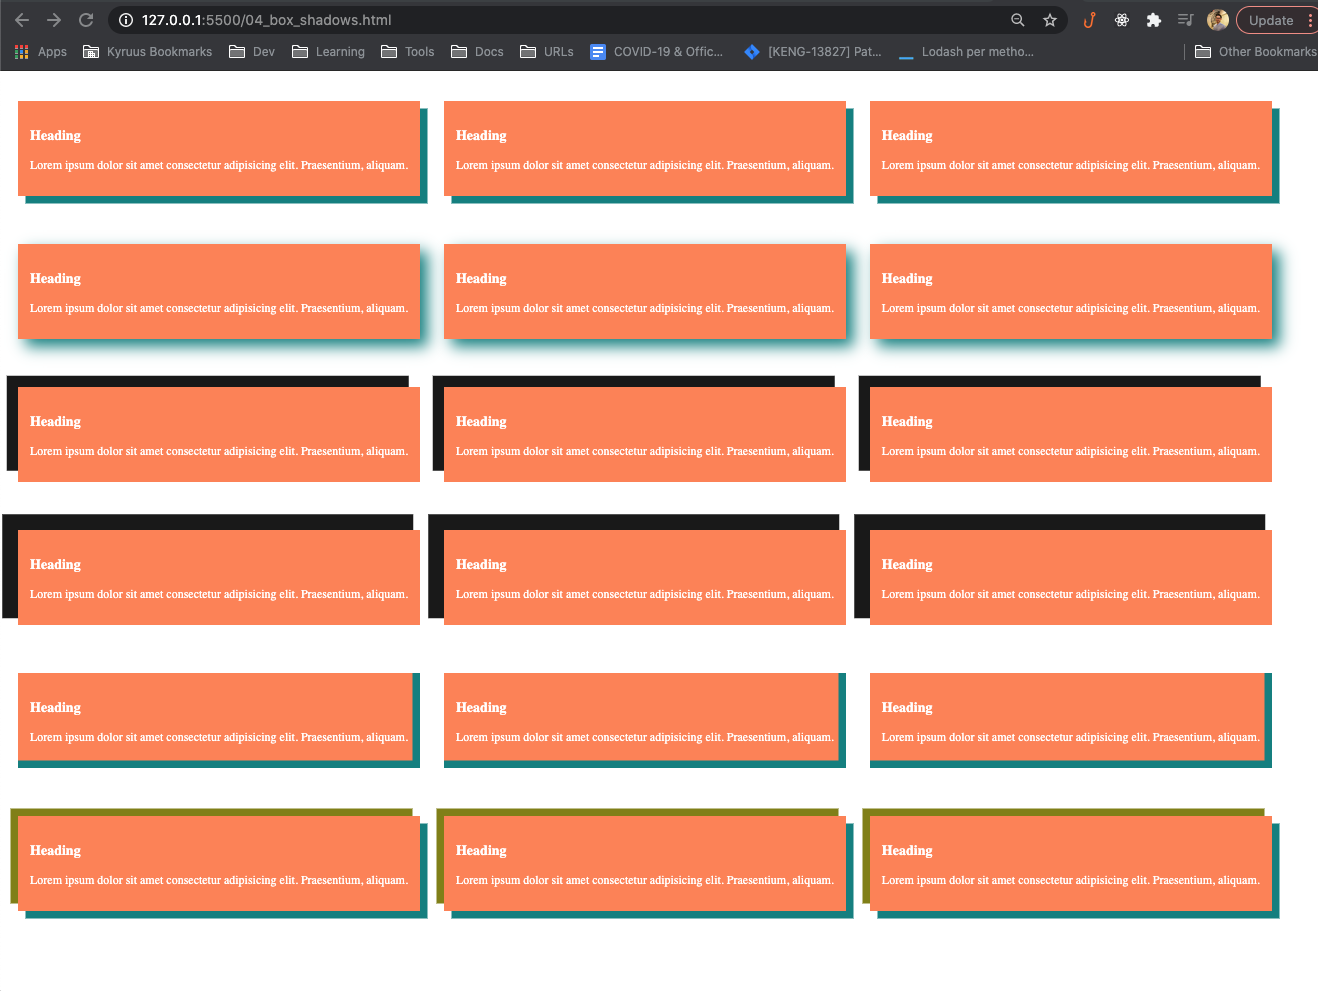 127.0.0.1:5500/04_box_shadows.html
Update
Apps Kyruus Bookmarks Dev Learning Tools Docs URLs COVID-19 & Offic... [KENG-13827] Pat... Lodash per metho... Other Bookmarks
Heading Heading Heading
Lorem ipsum dolor sit amet consectetur adipisicing elit. Praesentium, aliquam. Lorem ipsum dolor sit amet consectetur adipisicing elit. Praesentium, aliquam. Lorem ipsum dolor sit amet consectetur adipisicing elit. Praesentium, aliquam.
Heading Heading Heading
Lorem ipsum dolor sit amet consectetur adipisicing elit. Praesentium, aliquam. Lorem ipsum dolor sit amet consectetur adipisicing elit. Praesentium, aliquam. Lorem ipsum dolor sit amet consectetur adipisicing elit. Praesentium, aliquam.
Heading Heading Heading
Lorem ipsum dolor sit amet consectetur adipisicing elit. Praesentium, aliquam. Lorem ipsum dolor sit amet consectetur adipisicing elit. Praesentium, aliquam. Lorem ipsum dolor sit amet consectetur adipisicing elit. Praesentium, aliquam.
Heading Heading Heading
Lorem ipsum dolor sit amet consectetur adipisicing elit. Praesentium, aliquam. Lorem ipsum dolor sit amet consectetur adipisicing elit. Praesentium, aliquam. Lorem ipsum dolor sit amet consectetur adipisicing elit. Praesentium, aliquam.
Heading Heading Heading
Lorem ipsum dolor sit amet consectetur adipisicing elit. Praesentium, aliquam. Lorem ipsum dolor sit amet consectetur adipisicing elit. Praesentium, aliquam. Lorem ipsum dolor sit amet consectetur adipisicing elit. Praesentium, aliquam.
Heading Heading Heading
Lorem ipsum dolor sit amet consectetur adipisicing elit. Praesentium, aliquam. Lorem ipsum dolor sit amet consectetur adipisicing elit. Praesentium, aliquam. Lorem ipsum dolor sit amet consectetur adipisicing elit. Praesentium, aliquam.